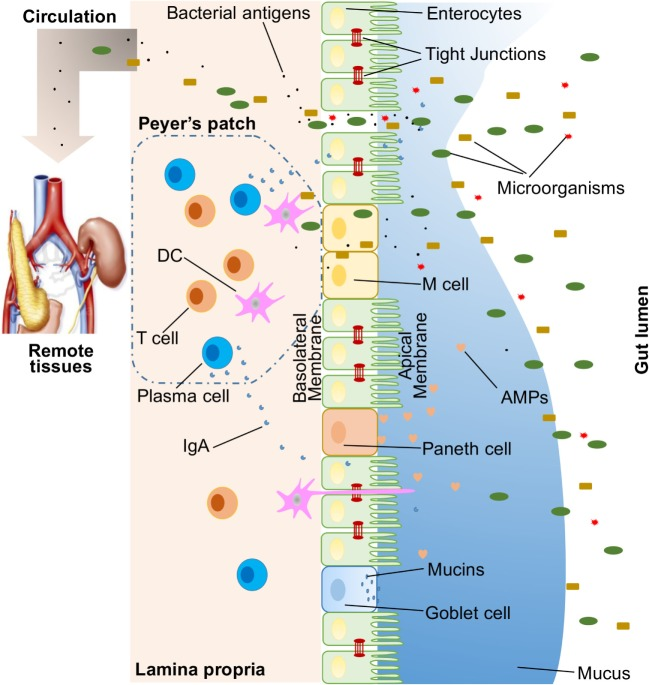 Circulation
Bacterial antigens
Enterocytes
Tight Junctions
Peyer's patch
Microorganisms
DC
M cell
T cell
Basolateral
Membrane
Apical
Membrane
Gut lumen
Remote
tissues
Plasma cell
AMPs
IgA
Paneth cell
Mucins
Goblet cell
Lamina propria
Mucus